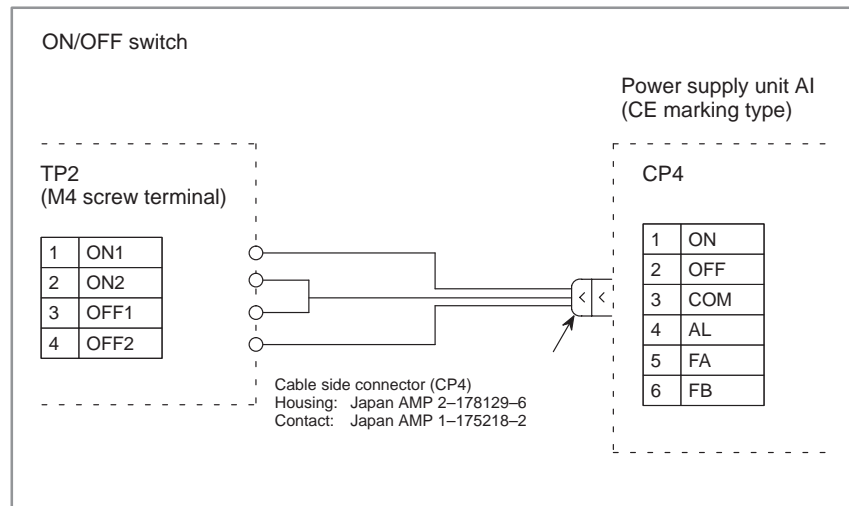 ON/OFF switch
Power supply unit AI
(CE marking type)
TP2
(M4 screw terminal)
1 ON1
2 ON2
3 OFF1
4 OFF2
CP4
1 ON
2 OFF
3 COM
4 AL
5 FA
6 FB
Cable side connector (CP4)
Housing: Japan AMP 2–178129–6
Contact: Japan AMP 1–175218–2